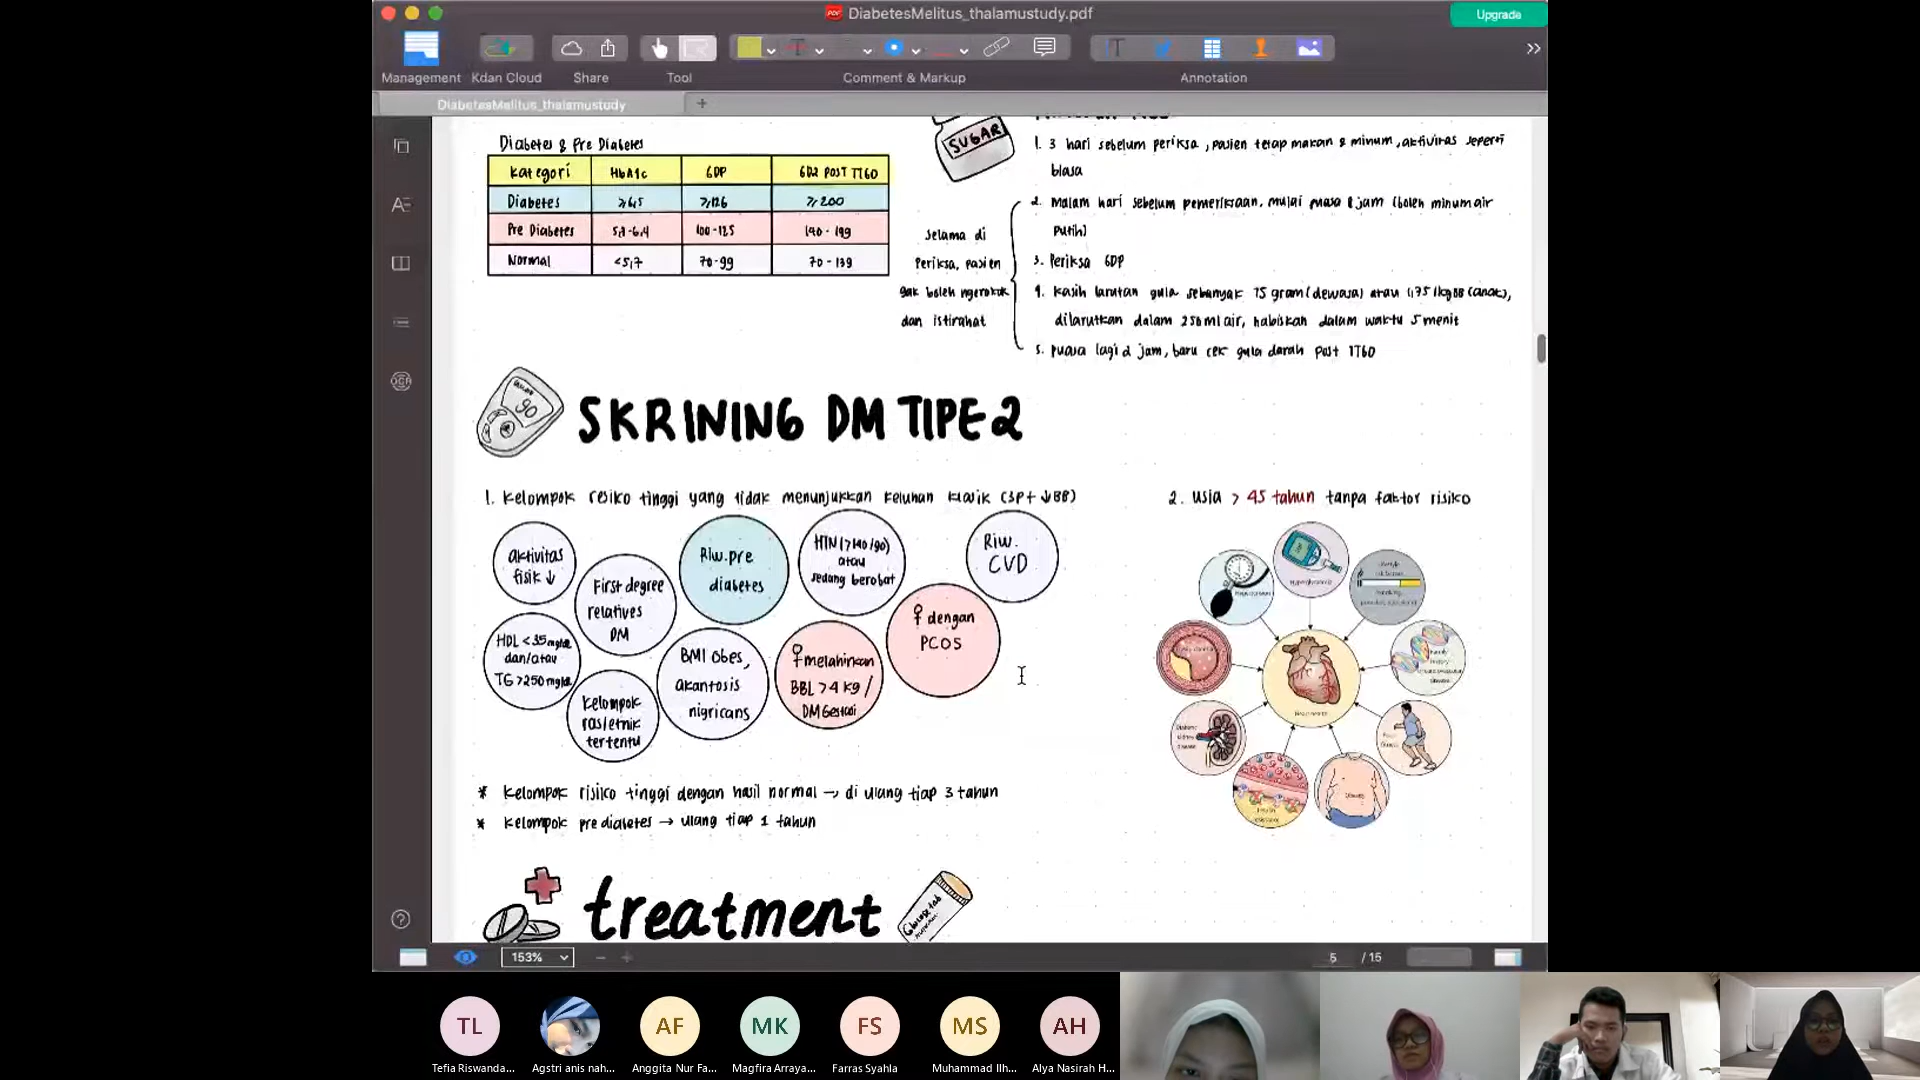 DiabetesMelitus_thalamustudy.pdf
Upgrade
Management
Kdan Cloud
Share
Tool
Comment & Markup
Annotation
DiabetesMelitus_thalamustudy
Diabetes & Pre Diabetes
Kategori HbA1c GDP GD2 POST TTGO
Diabetes ≥6,5 ≥126 ≥200
Pre Diabetes 5,7-6,4 100-125 140-199
Normal <5,7 70-99 70-139
SUGAR
1. 3 hari sebelum periksa, pasien tetap makan & minum, aktivitas seperti
biasa
2. Malam hari sebelum pemeriksaan, mulai puasa 8 jam (boleh minum air
putih)
3. Periksa GDP
4. Kasih larutan gula sebanyak 75 gram (dewasa) atau 1,75/kgBB (anak),
dilarutkan dalam 250 ml air, habiskan dalam waktu 5 menit
5. Puasa lagi 2 jam, baru cek gula darah post TTGO
Selama di
Periksa, pasien
gak boleh ngerokok
dan istirahat
90
SKRINING DM TIPE 2
1. Kelompok resiko tinggi yang tidak menunjukkan keluhan klasik (3P + ↓BB)
aktivitas
fisik ↓
First degree
relatives
DM
Riw. pre
diabetes
HTN (>140/90)
atau
sedang berobat
Riw.
CVD
HDL <35 mg/dL
dan/atau
TG >250 mg/dL
Kelompok
ras/etnik
tertentu
BMI Obes,
akantosis
nigricans
♀ melahirkan
BBL >4 kg /
DM Gestasi
♀ dengan
PCOS
2. Usia > 45 tahun tanpa faktor risiko
* Kelompok risiko tinggi dengan hasil normal → di ulang tiap 3 tahun
* Kelompok pre diabetes → ulang tiap 1 tahun
treatment
Glucose tab
153%
5 / 15
TL
AF
MK
FS
MS
AH
Tefia Riswanda...
Agstri anis nah...
Anggita Nur Fa...
Magfira Arraya...
Farras Syahla
Muhammad Ilh...
Alya Nasirah H...